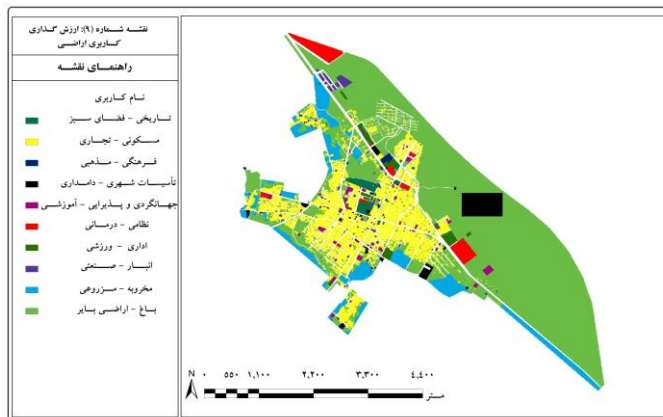 نقشه شماره (۹): ارزش گذاری
کاربری اراضی
راهنمای نقشه
نام کاربری
تاریخی - فضای سبز
مسکونی - تجاری
فرهنگی - مذهبی
تأسیسات شهری - دامداری
جهانگردی و پذیرایی - آموزشی
نظامی - درمانی
اداری - ورزشی
انبار - صنعتی
مخروبه - مزروعی
باغ - اراضی بایر
N
۰ ۵۵۰ ۱,۱۰۰ ۲,۲۰۰ ۳,۳۰۰ ۴,۴۰۰
متر